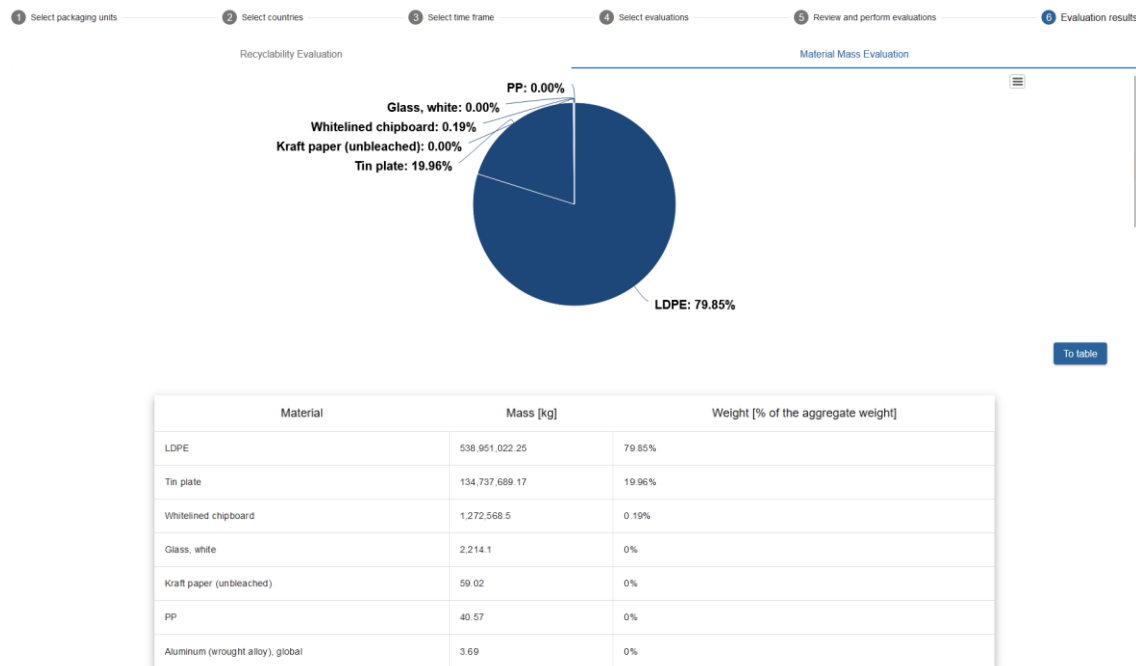 1 Select packaging units 2 Select countries 3 Select time frame 4 Select evaluations 5 Review and perform evaluations 6 Evaluation results
Recyclability Evaluation Material Mass Evaluation
PP: 0.00%
Glass, white: 0.00%
Whitelined chipboard: 0.19%
Kraft paper (unbleached): 0.00%
Tin plate: 19.96%
LDPE: 79.85%
To table
Material Mass [kg] Weight [% of the aggregate weight]
LDPE 538,951,022.25 79.85%
Tin plate 134,737,689.17 19.96%
Whitelined chipboard 1,272,568.5 0.19%
Glass, white 2,214.1 0%
Kraft paper (unbleached) 59.02 0%
PP 40.57 0%
Aluminum (wrought alloy), global 3.69 0%